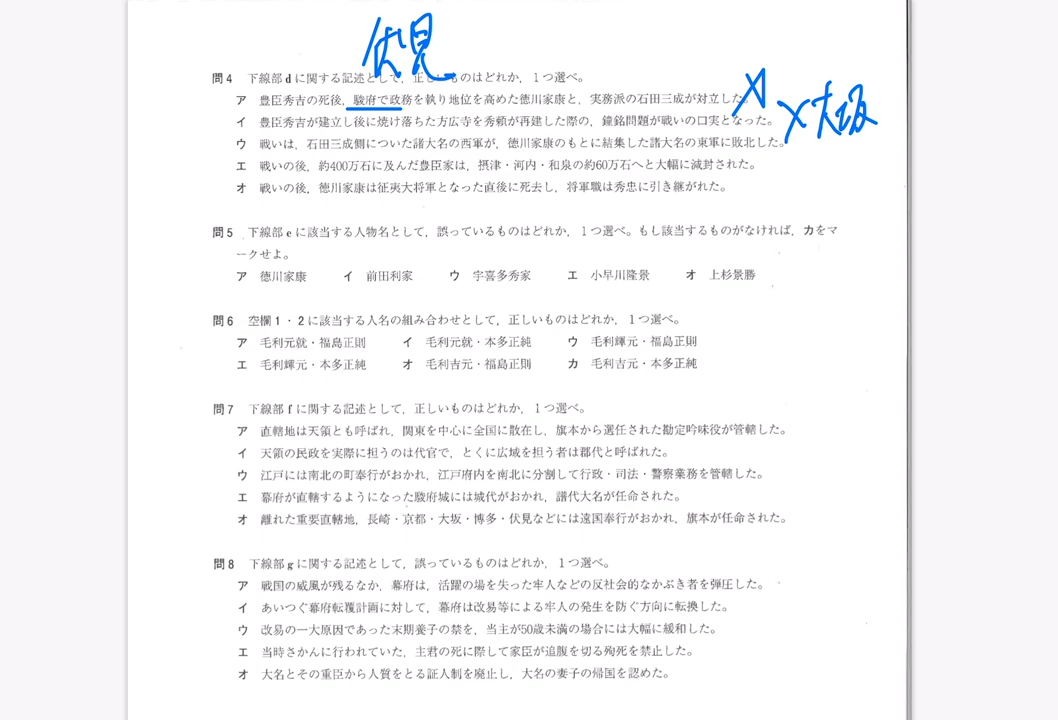 伏見
問4 下線部dに関する記述として，正しいものはどれか，1つ選べ。
ア 豊臣秀吉の死後，駿府で政務を執り地位を高めた徳川家康と，実務派の石田三成が対立した。
イ 豊臣秀吉が建立し後に焼け落ちた方広寺を秀頼が再建した際の，鐘銘問題が戦いの口実となった。
×大坂
ウ 戦いは，石田三成側についた諸大名の西軍が，徳川家康のもとに結集した諸大名の東軍に敗北した。
エ 戦いの後，約400万石に及んだ豊臣家は，摂津・河内・和泉の約60万石へと大幅に減封された。
オ 戦いの後，徳川家康は征夷大将軍となった直後に死去し，将軍職は秀忠に引き継がれた。
問5 下線部eに該当する人物名として，誤っているものはどれか，1つ選べ。もし該当するものがなければ，カをマ
ークせよ。
ア 徳川家康 イ 前田利家 ウ 宇喜多秀家 エ 小早川隆景 オ 上杉景勝
問6 空欄1・2に該当する人名の組み合わせとして，正しいものはどれか，1つ選べ。
ア 毛利元就・福島正則 イ 毛利元就・本多正純 ウ 毛利輝元・福島正則
エ 毛利輝元・本多正純 オ 毛利吉元・福島正則 カ 毛利吉元・本多正純
問7 下線部fに関する記述として，正しいものはどれか，1つ選べ。
ア 直轄地は天領とも呼ばれ，関東を中心に全国に散在し，旗本から選任された勘定吟味役が管轄した。
イ 天領の民政を実際に担うのは代官で，とくに広域を担う者は郡代と呼ばれた。
ウ 江戸には南北の町奉行がおかれ，江戸府内を南北に分割して行政・司法・警察業務を管轄した。
エ 幕府が直轄するようになった駿府城には城代がおかれ，譜代大名が任命された。
オ 離れた重要直轄地，長崎・京都・大坂・博多・伏見などには遠国奉行がおかれ，旗本が任命された。
問8 下線部gに関する記述として，誤っているものはどれか，1つ選べ。
ア 戦国の威風が残るなか，幕府は，活躍の場を失った牢人などの反社会的なかぶき者を弾圧した。
イ あいつぐ幕府転覆計画に対して，幕府は改易等による牢人の発生を防ぐ方向に転換した。
ウ 改易の一大原因であった末期養子の禁を，当主が50歳未満の場合には大幅に緩和した。
エ 当時さかんに行われていた，主君の死に際して家臣が追腹を切る殉死を禁止した。
オ 大名とその重臣から人質をとる証人制を廃止し，大名の妻子の帰国を認めた。